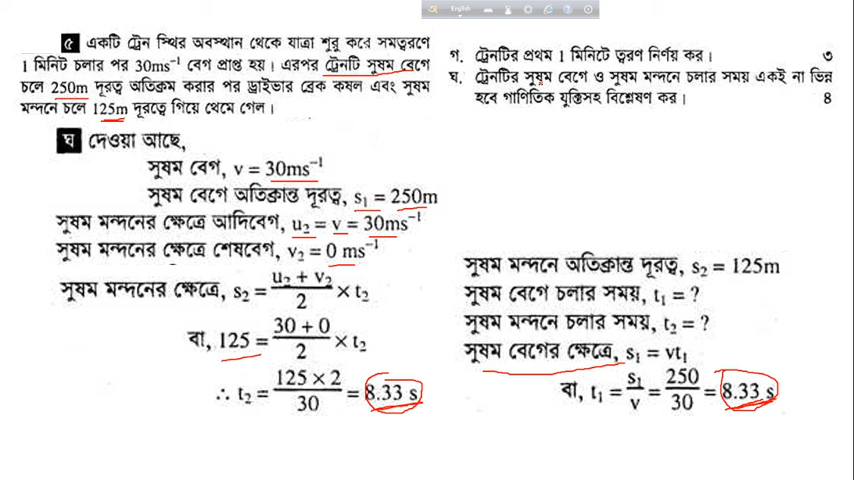 English
৫ একটি ট্রেন স্থির অবস্থান থেকে যাত্রা শুরু করে সমত্বরণে
1 মিনিট চলার পর 30ms⁻¹ বেগ প্রাপ্ত হয়। এরপর ট্রেনটি সুষম বেগে
চলে 250m দূরত্ব অতিক্রম করার পর ড্রাইভার ব্রেক কষল এবং সুষম
মন্দনে চলে 125m দূরত্বে গিয়ে থেমে গেল।
গ. ট্রেনটির প্রথম 1 মিনিটে ত্বরণ নির্ণয় কর। ৩
ঘ. ট্রেনটির সুষম বেগে ও সুষম মন্দনে চলার সময় একই না ভিন্ন
হবে গাণিতিক যুক্তিসহ বিশ্লেষণ কর। ৪
ঘ দেওয়া আছে,
সুষম বেগ, v = 30ms⁻¹
সুষম বেগে অতিক্রান্ত দূরত্ব, s₁ = 250m
সুষম মন্দনের ক্ষেত্রে আদিবেগ, u₂ = v = 30ms⁻¹
সুষম মন্দনের ক্ষেত্রে শেষবেগ, v₂ = 0 ms⁻¹
সুষম মন্দনের ক্ষেত্রে, s₂ = (u₂ + v₂)/2 × t₂
বা, 125 = (30 + 0)/2 × t₂
∴ t₂ = (125 × 2)/30 = 8.33 s
সুষম মন্দনে অতিক্রান্ত দূরত্ব, s₂ = 125m
সুষম বেগে চলার সময়, t₁ = ?
সুষম মন্দনে চলার সময়, t₂ = ?
সুষম বেগের ক্ষেত্রে, s₁ = vt₁
বা, t₁ = s₁/v = 250/30 = 8.33 s